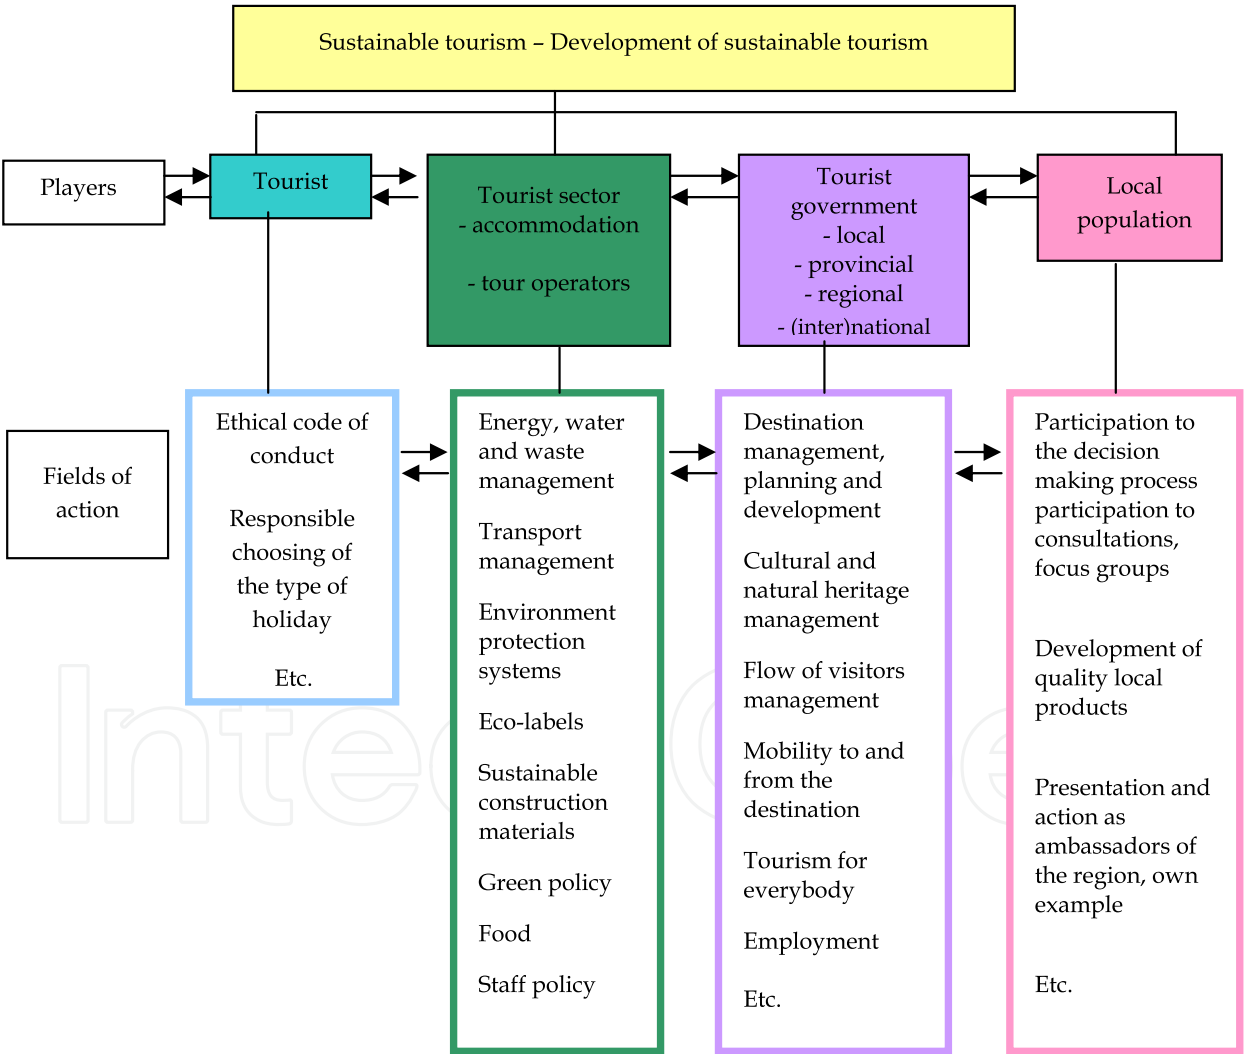 Sustainable tourism – Development of sustainable tourism
Players
Tourist
Tourist sector
- accommodation
- tour operators
Tourist
government
- local
- provincial
- regional
- (inter)national
Local
population
Fields of
action
Ethical code of
conduct
Responsible
choosing of
the type of
holiday
Etc.
Energy, water
and waste
management
Transport
management
Environment
protection
systems
Eco-labels
Sustainable
construction
materials
Green policy
Food
Staff policy
Destination
management,
planning and
development
Cultural and
natural heritage
management
Flow of visitors
management
Mobility to and
from the
destination
Tourism for
everybody
Employment
Etc.
Participation to
the decision
making process
participation to
consultations,
focus groups
Development of
quality local
products
Presentation and
action as
ambassadors of
the region, own
example
Etc.